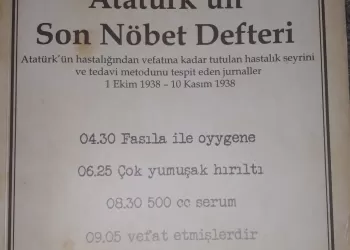 Atatürk'ün
Son Nöbet Defteri
Atatürk'ün hastalığından vefatına kadar tutulan hastalık seyrini
ve tedavi metodunu tespit eden jurnaller
1 Ekim 1938 – 10 Kasım 1938
04.30 Fasıla ile oyygene
06.25 Çok yumuşak hırıltı
08.30 500 cc serum
09.05 vefat etmişlerdir